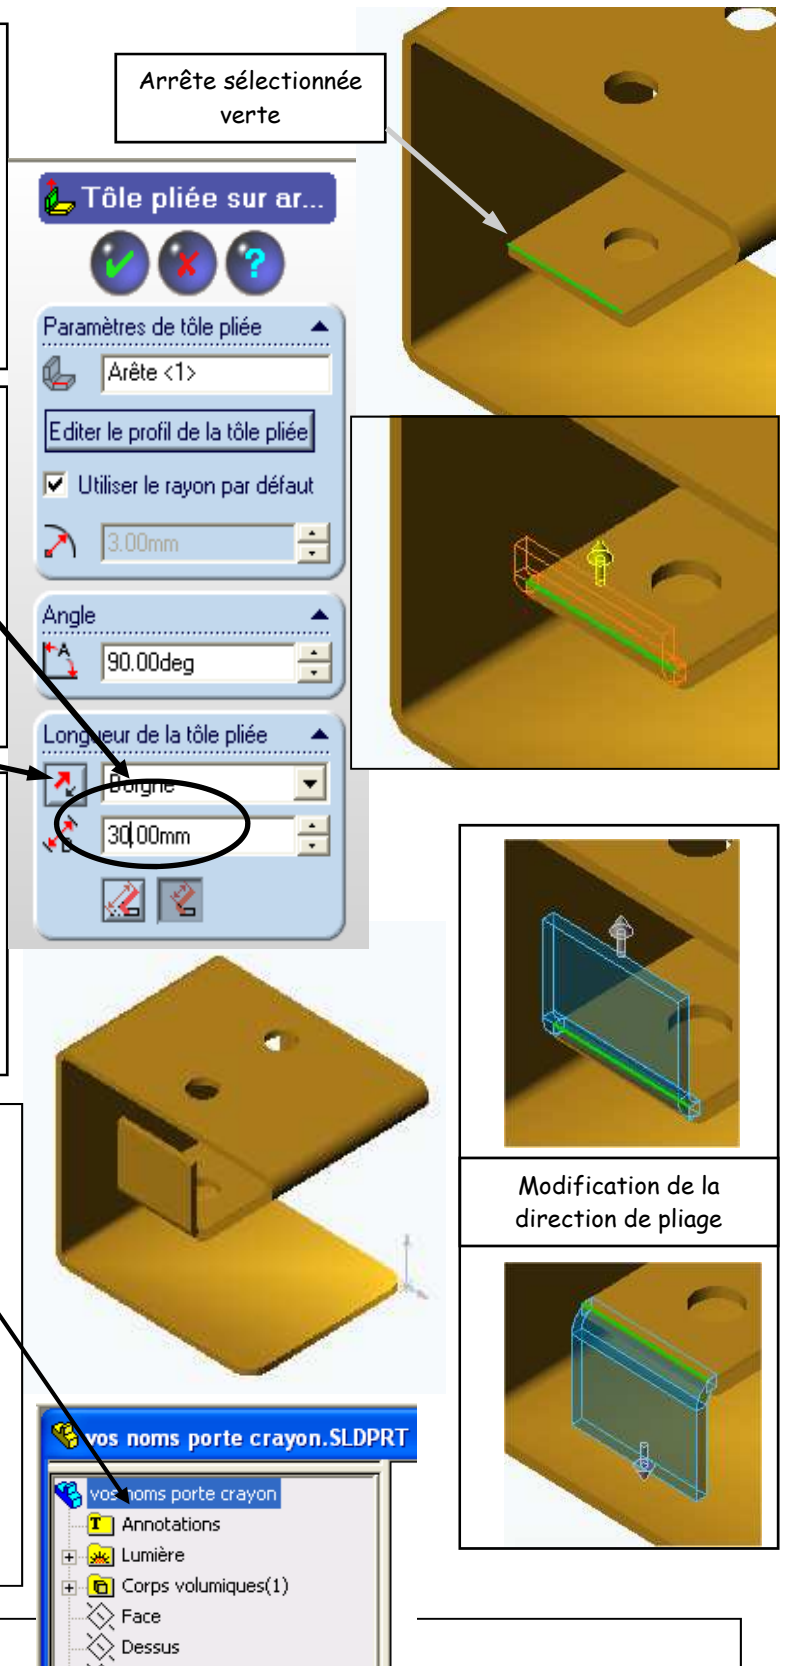 Arrête sélectionnée
verte
Tôle pliée sur ar...
?
Paramètres de tôle pliée
Arête <1>
Editer le profil de la tôle pliée
Utiliser le rayon par défaut
3.00mm
Angle
A
90.00deg
Longueur de la tôle pliée
Borgne
D
30.00mm
Modification de la
direction de pliage
vos noms porte crayon.SLDPRT
vos noms porte crayon
T Annotations
Lumière
Corps volumiques(1)
Face
Dessus